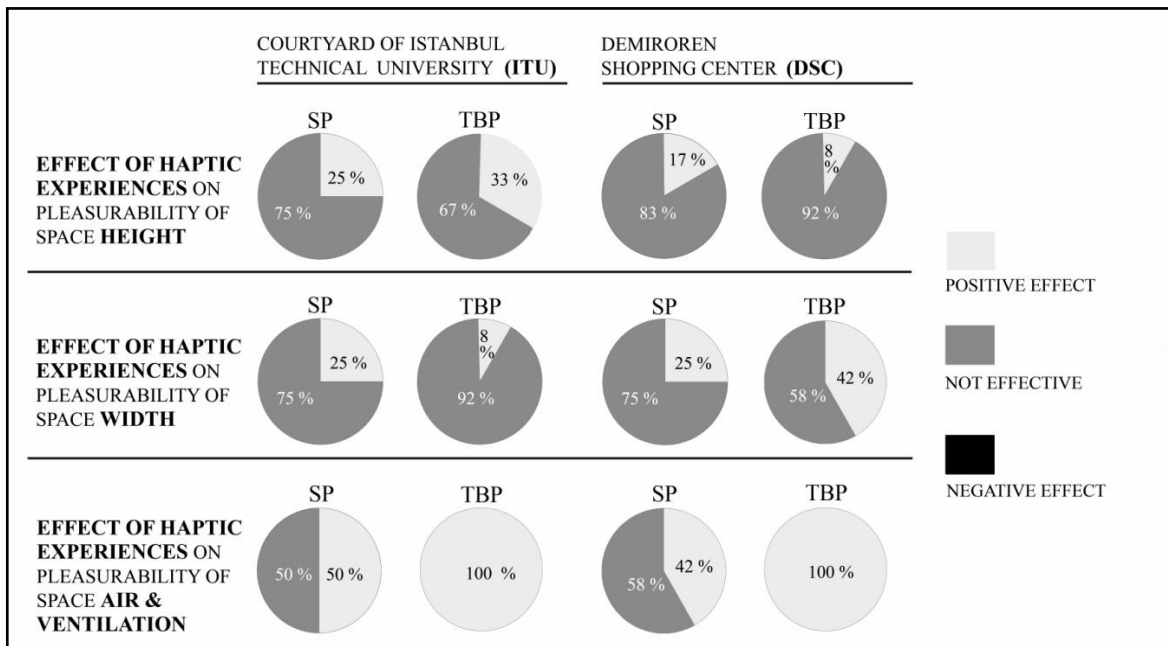 COURTYARD OF ISTANBUL
TECHNICAL UNIVERSITY (ITU)
DEMIROREN
SHOPPING CENTER (DSC)
EFFECT OF HAPTIC
EXPERIENCES ON
PLEASURABILITY OF
SPACE HEIGHT
SP
25 %
75 %
TBP
33 %
67 %
SP
17 %
83 %
TBP
8
%
92 %
EFFECT OF HAPTIC
EXPERIENCES ON
PLEASURABILITY OF
SPACE WIDTH
SP
25 %
75 %
TBP
8
%
92 %
SP
25 %
75 %
TBP
42 %
58 %
EFFECT OF HAPTIC
EXPERIENCES ON
PLEASURABILITY OF
SPACE AIR &
VENTILATION
SP
50 %
50 %
TBP
100 %
SP
42 %
58 %
TBP
100 %
POSITIVE EFFECT
NOT EFFECTIVE
NEGATIVE EFFECT